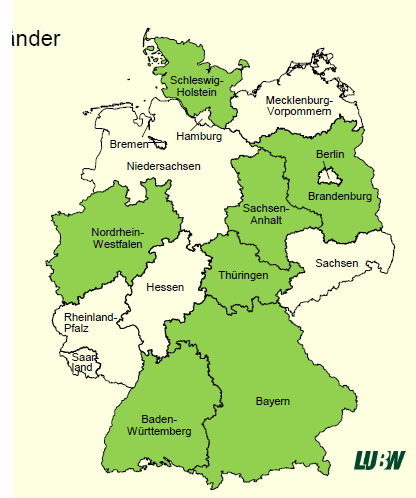 änder
Schleswig-
Holstein
Mecklenburg-
Vorpommern
Hamburg
Bremen
Niedersachsen
Berlin
Brandenburg
Sachsen-
Anhalt
Nordrhein-
Westfalen
Sachsen
Thüringen
Hessen
Rheinland-
Pfalz
Saar
land
Bayern
Baden-
Württemberg
LUBW